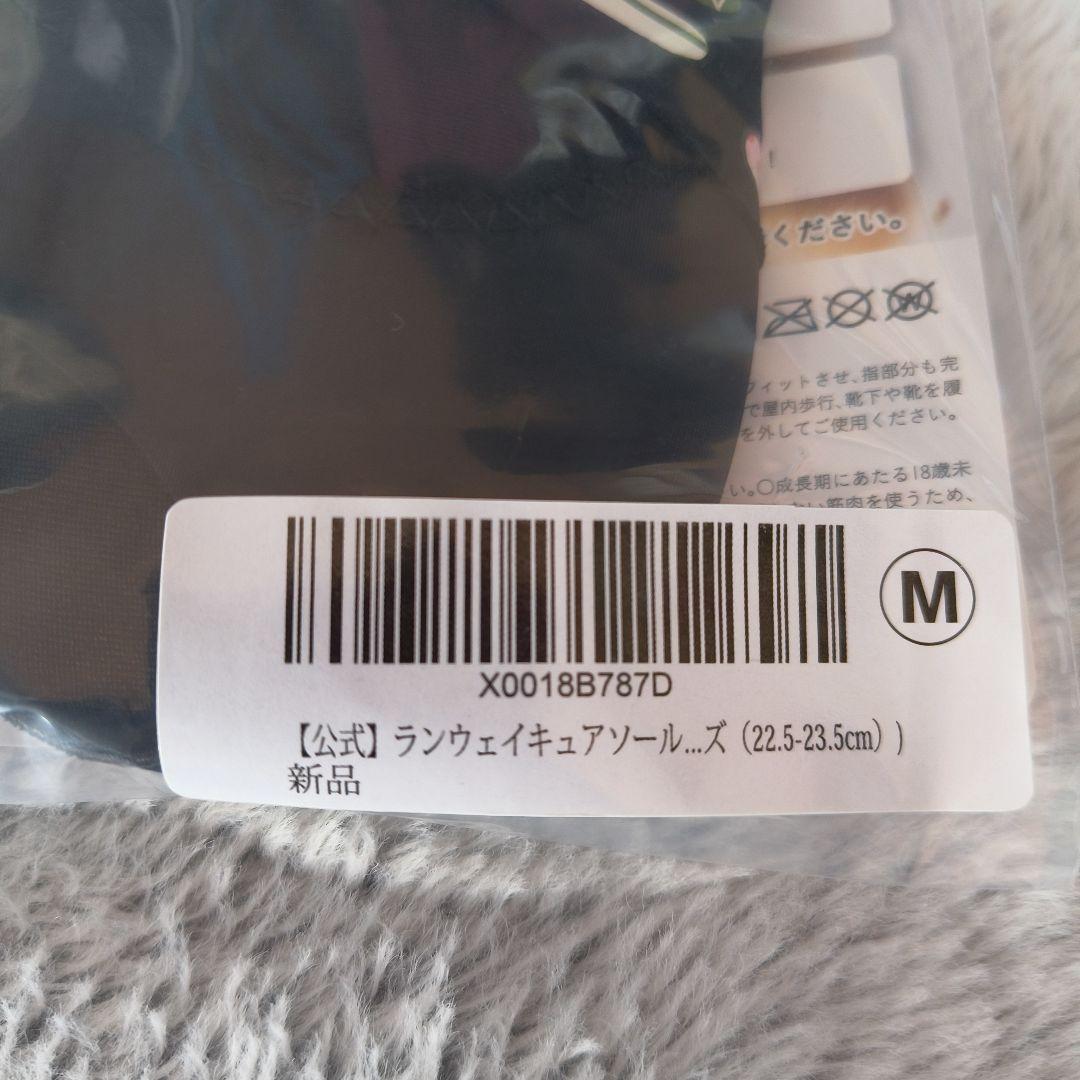 ください。
フィットさせ、指部分も完
で屋内歩行、靴下や靴を履
を外してご使用ください。
い。〇成長期にあたる18歳未
い筋肉を使うため、
M
X0018B787D
【公式】ランウェイキュアソール...ズ（22.5-23.5cm）)
新品